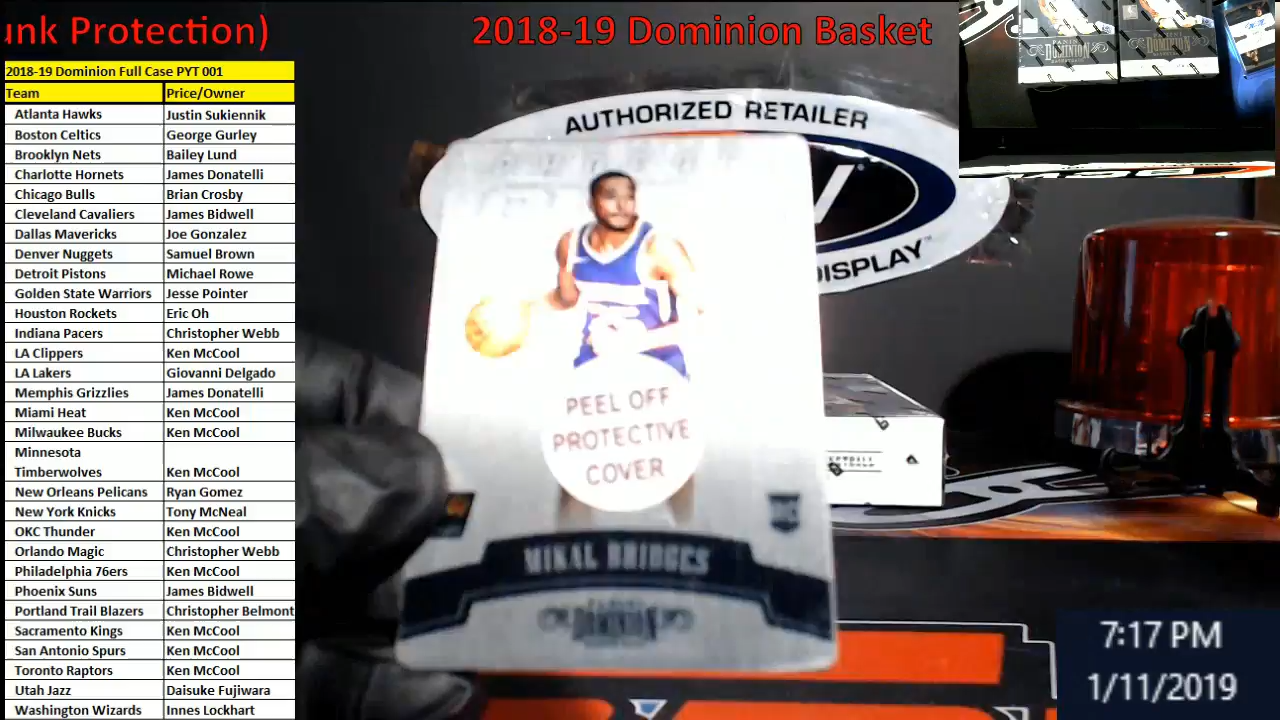 unk Protection)
2018-19 Dominion Basket
2018-19 Dominion Full Case PYT 001
Team Price/Owner
Atlanta Hawks Justin Sukiennik
Boston Celtics George Gurley
Brooklyn Nets Bailey Lund
Charlotte Hornets James Donatelli
Chicago Bulls Brian Crosby
Cleveland Cavaliers James Bidwell
Dallas Mavericks Joe Gonzalez
Denver Nuggets Samuel Brown
Detroit Pistons Michael Rowe
Golden State Warriors Jesse Pointer
Houston Rockets Eric Oh
Indiana Pacers Christopher Webb
LA Clippers Ken McCool
LA Lakers Giovanni Delgado
Memphis Grizzlies James Donatelli
Miami Heat Ken McCool
Milwaukee Bucks Ken McCool
Minnesota
Timberwolves Ken McCool
New Orleans Pelicans Ryan Gomez
New York Knicks Tony McNeal
OKC Thunder Ken McCool
Orlando Magic Christopher Webb
Philadelphia 76ers Ken McCool
Phoenix Suns James Bidwell
Portland Trail Blazers Christopher Belmont
Sacramento Kings Ken McCool
San Antonio Spurs Ken McCool
Toronto Raptors Ken McCool
Utah Jazz Daisuke Fujiwara
Washington Wizards Innes Lockhart
AUTHORIZED RETAILER
DISPLAY™
PEEL OFF
PROTECTIVE
COVER
MIKAL BRIDGES
DOMINION
DOMINION
DOMINION
7:17 PM
1/11/2019